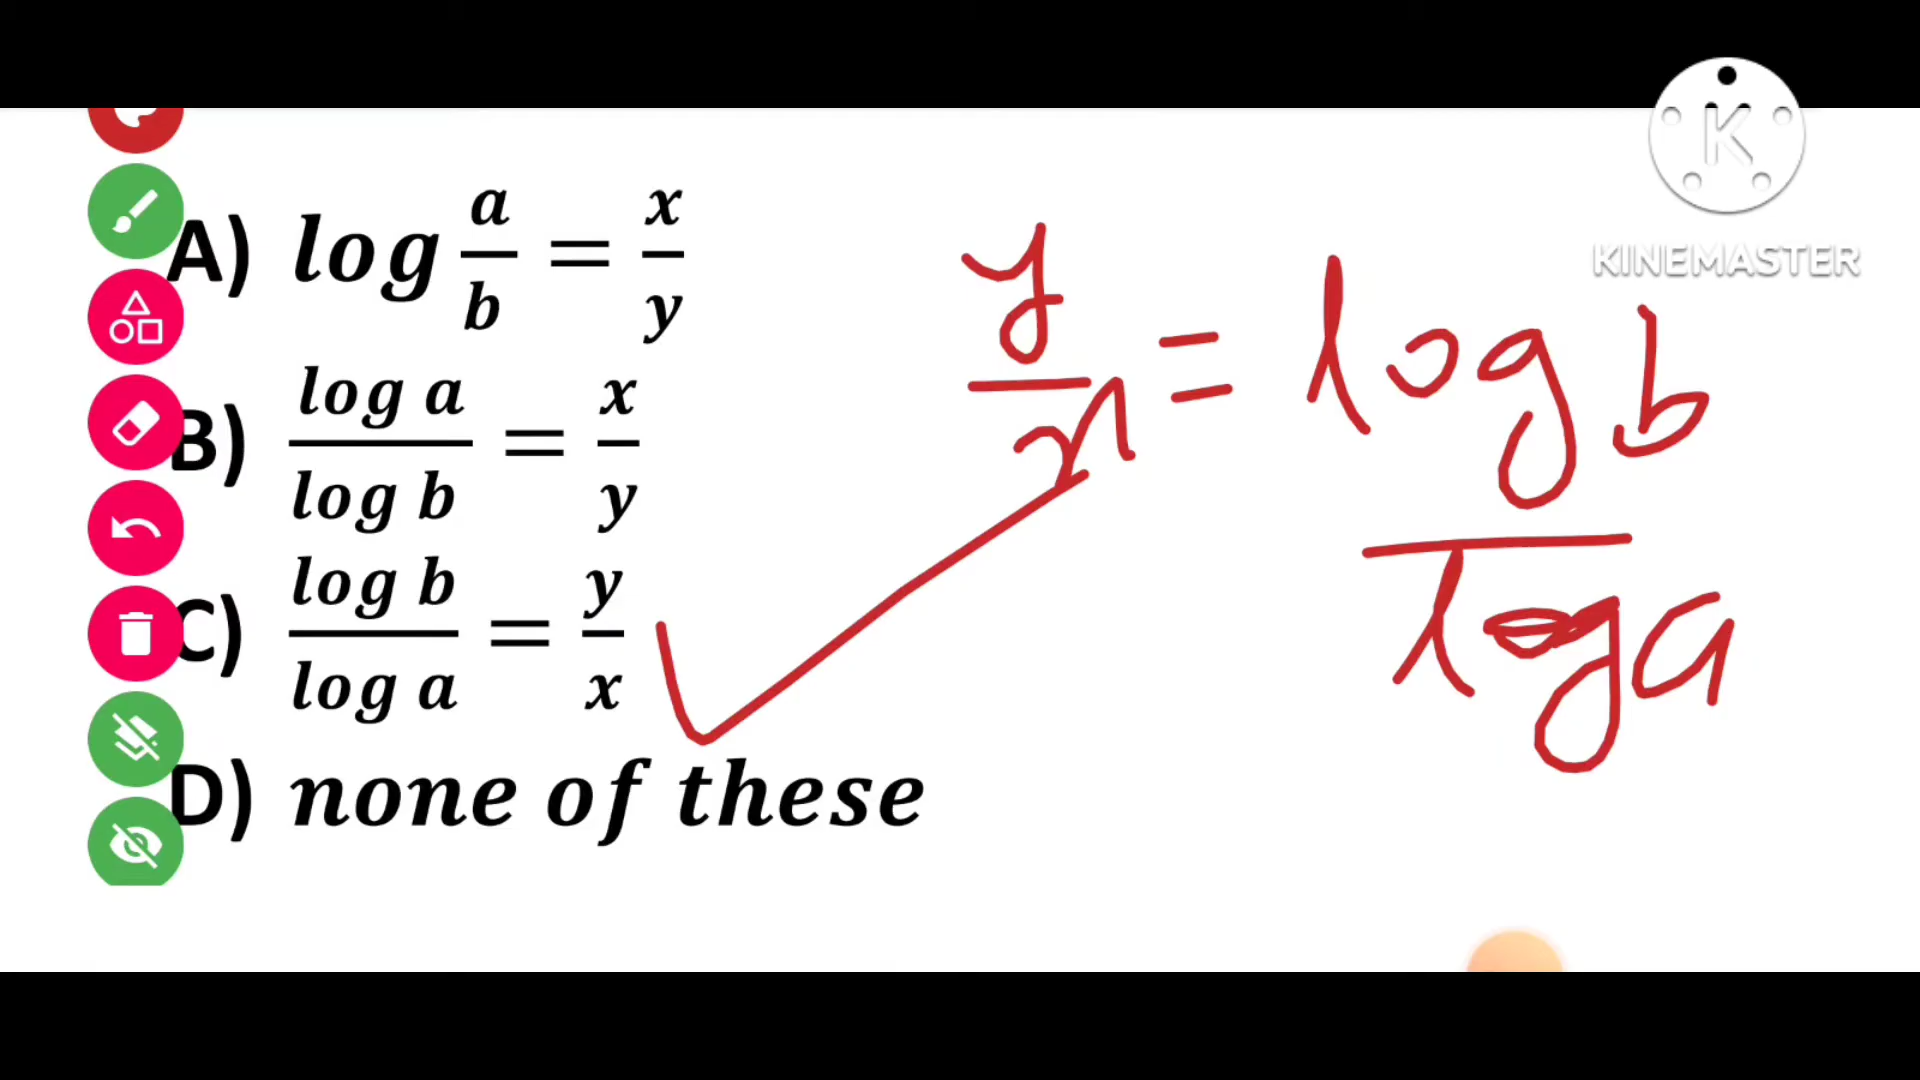 A) log a/b = x/y
B) log a / log b = x/y
C) log b / log a = y/x
D) none of these
y/x = log b / log a
K
KINEMASTER